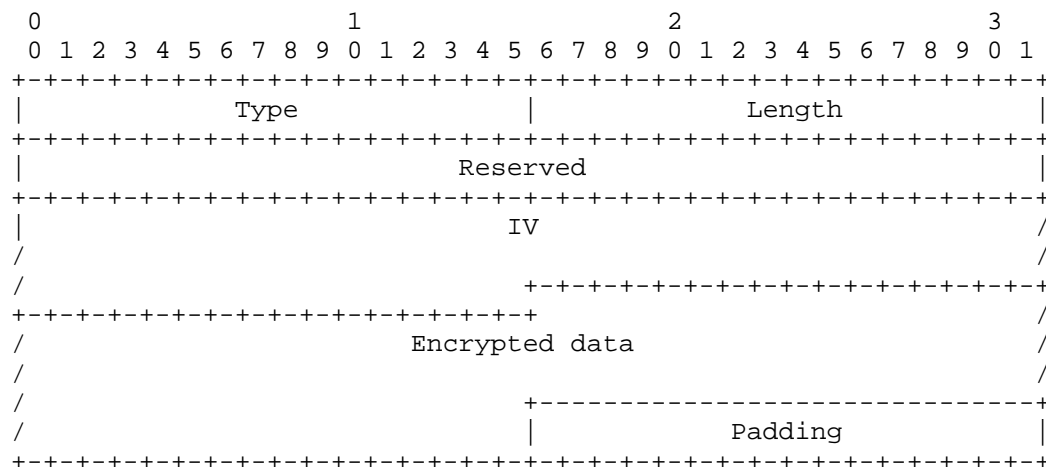 0                   1                   2                   3
 0 1 2 3 4 5 6 7 8 9 0 1 2 3 4 5 6 7 8 9 0 1 2 3 4 5 6 7 8 9 0 1
+-+-+-+-+-+-+-+-+-+-+-+-+-+-+-+-+-+-+-+-+-+-+-+-+-+-+-+-+-+-+-+-+
|             Type              |             Length            |
+-+-+-+-+-+-+-+-+-+-+-+-+-+-+-+-+-+-+-+-+-+-+-+-+-+-+-+-+-+-+-+-+
|                           Reserved                            |
+-+-+-+-+-+-+-+-+-+-+-+-+-+-+-+-+-+-+-+-+-+-+-+-+-+-+-+-+-+-+-+-+
|                              IV                               /
/                                                               /
/                               +-+-+-+-+-+-+-+-+-+-+-+-+-+-+-+-+
+-+-+-+-+-+-+-+-+-+-+-+-+-+-+-+-+                               /
/                        Encrypted data                         /
/                                                               /
/                               +-------------------------------+
/                               |            Padding            |
+-+-+-+-+-+-+-+-+-+-+-+-+-+-+-+-+-+-+-+-+-+-+-+-+-+-+-+-+-+-+-+-+